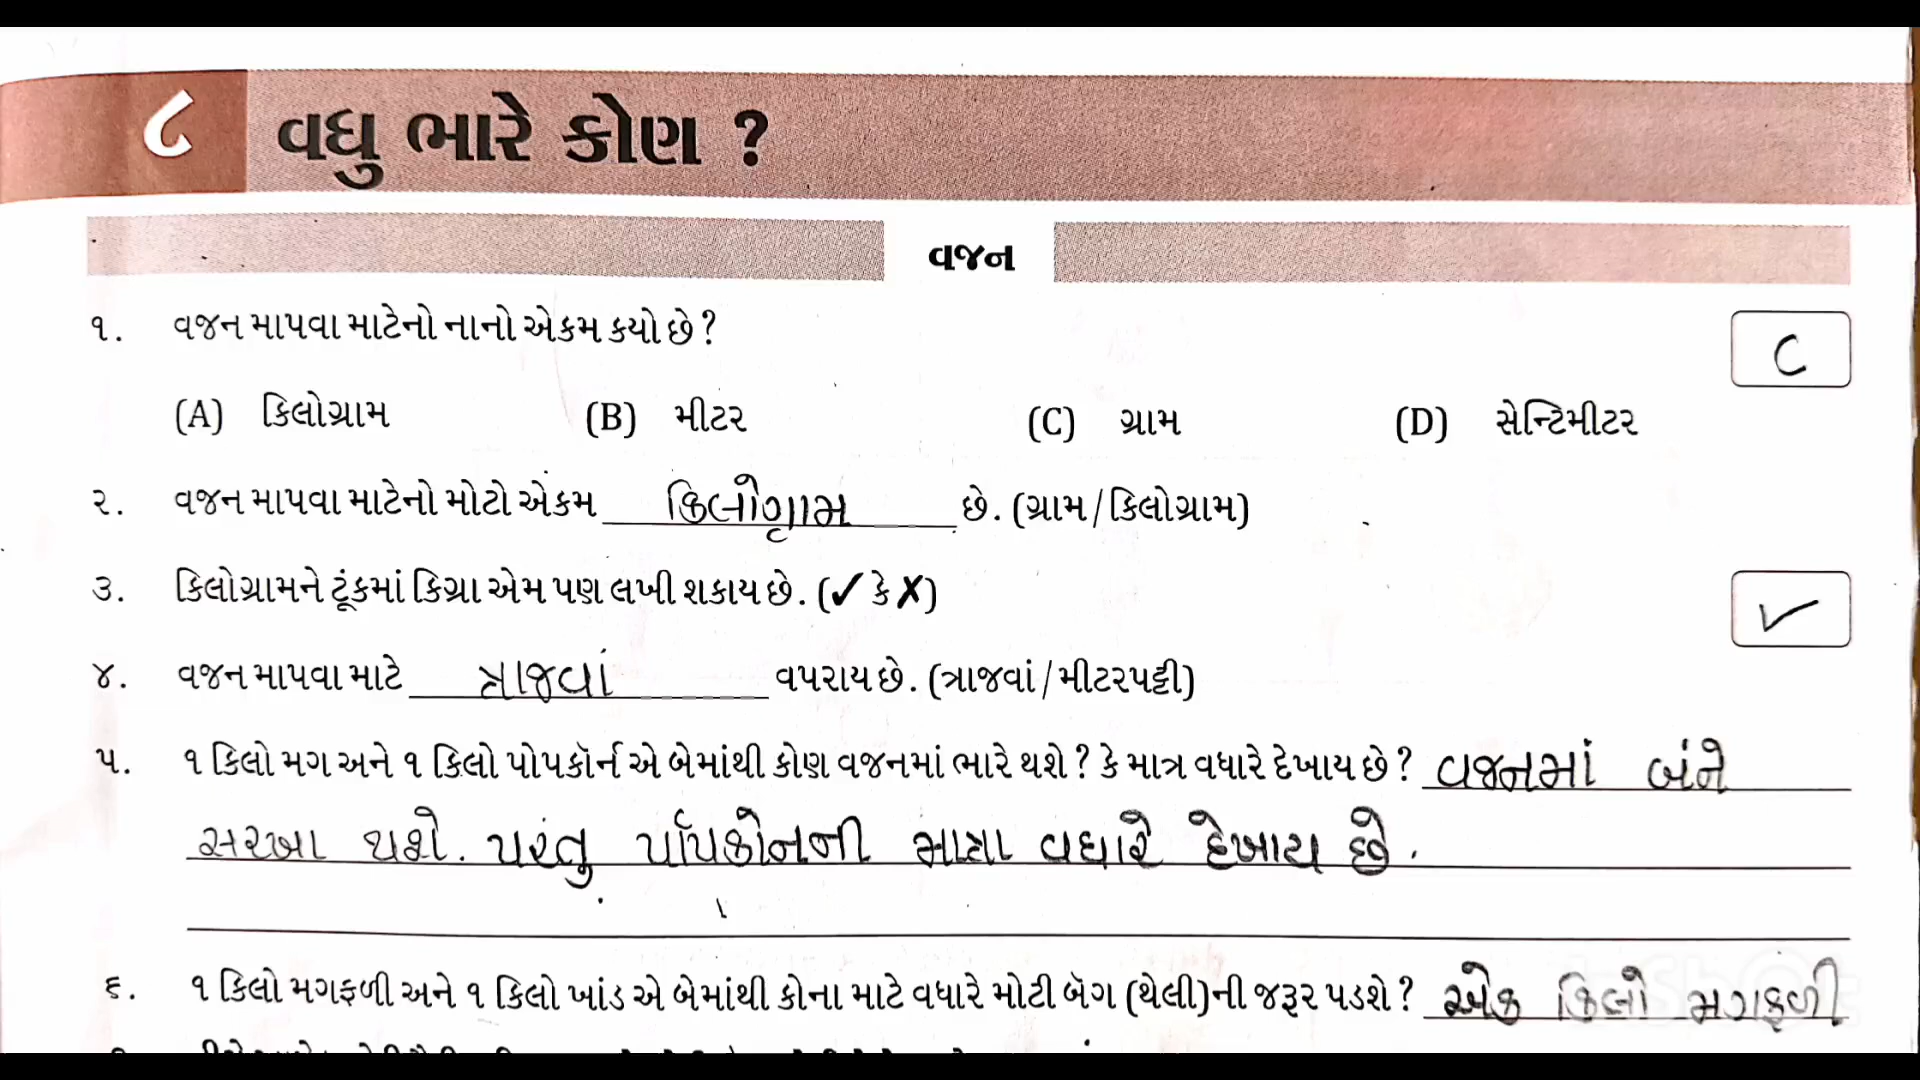 ૮ વધુ ભારે કોણ ?
વજન
૧. વજન માપવા માટેનો નાનો એકમ કયો છે ? C
(A) કિલોગ્રામ (B) મીટર (C) ગ્રામ (D) સેન્ટિમીટર
૨. વજન માપવા માટેનો મોટો એકમ કિલોગ્રામ છે. (ગ્રામ / કિલોગ્રામ)
૩. કિલોગ્રામને ટૂંકમાં કિગ્રા એમ પણ લખી શકાય છે. (✓ કે ✗) ✓
૪. વજન માપવા માટે ત્રાજવાં વપરાય છે. (ત્રાજવાં / મીટરપટ્ટી)
૫. ૧ કિલો મગ અને ૧ કિલો પોપકૉર્ન એ બેમાંથી કોણ વજનમાં ભારે થશે ? કે માત્ર વધારે દેખાય છે ? વજનમાં બંને
સરખા થશે. પરંતુ પૉપકોનની માત્રા વધારે દેખાય છે.
૬. ૧ કિલો મગફળી અને ૧ કિલો ખાંડ એ બેમાંથી કોના માટે વધારે મોટી બૅગ (થેલી)ની જરૂર પડશે ? એક કિલો મગફળી